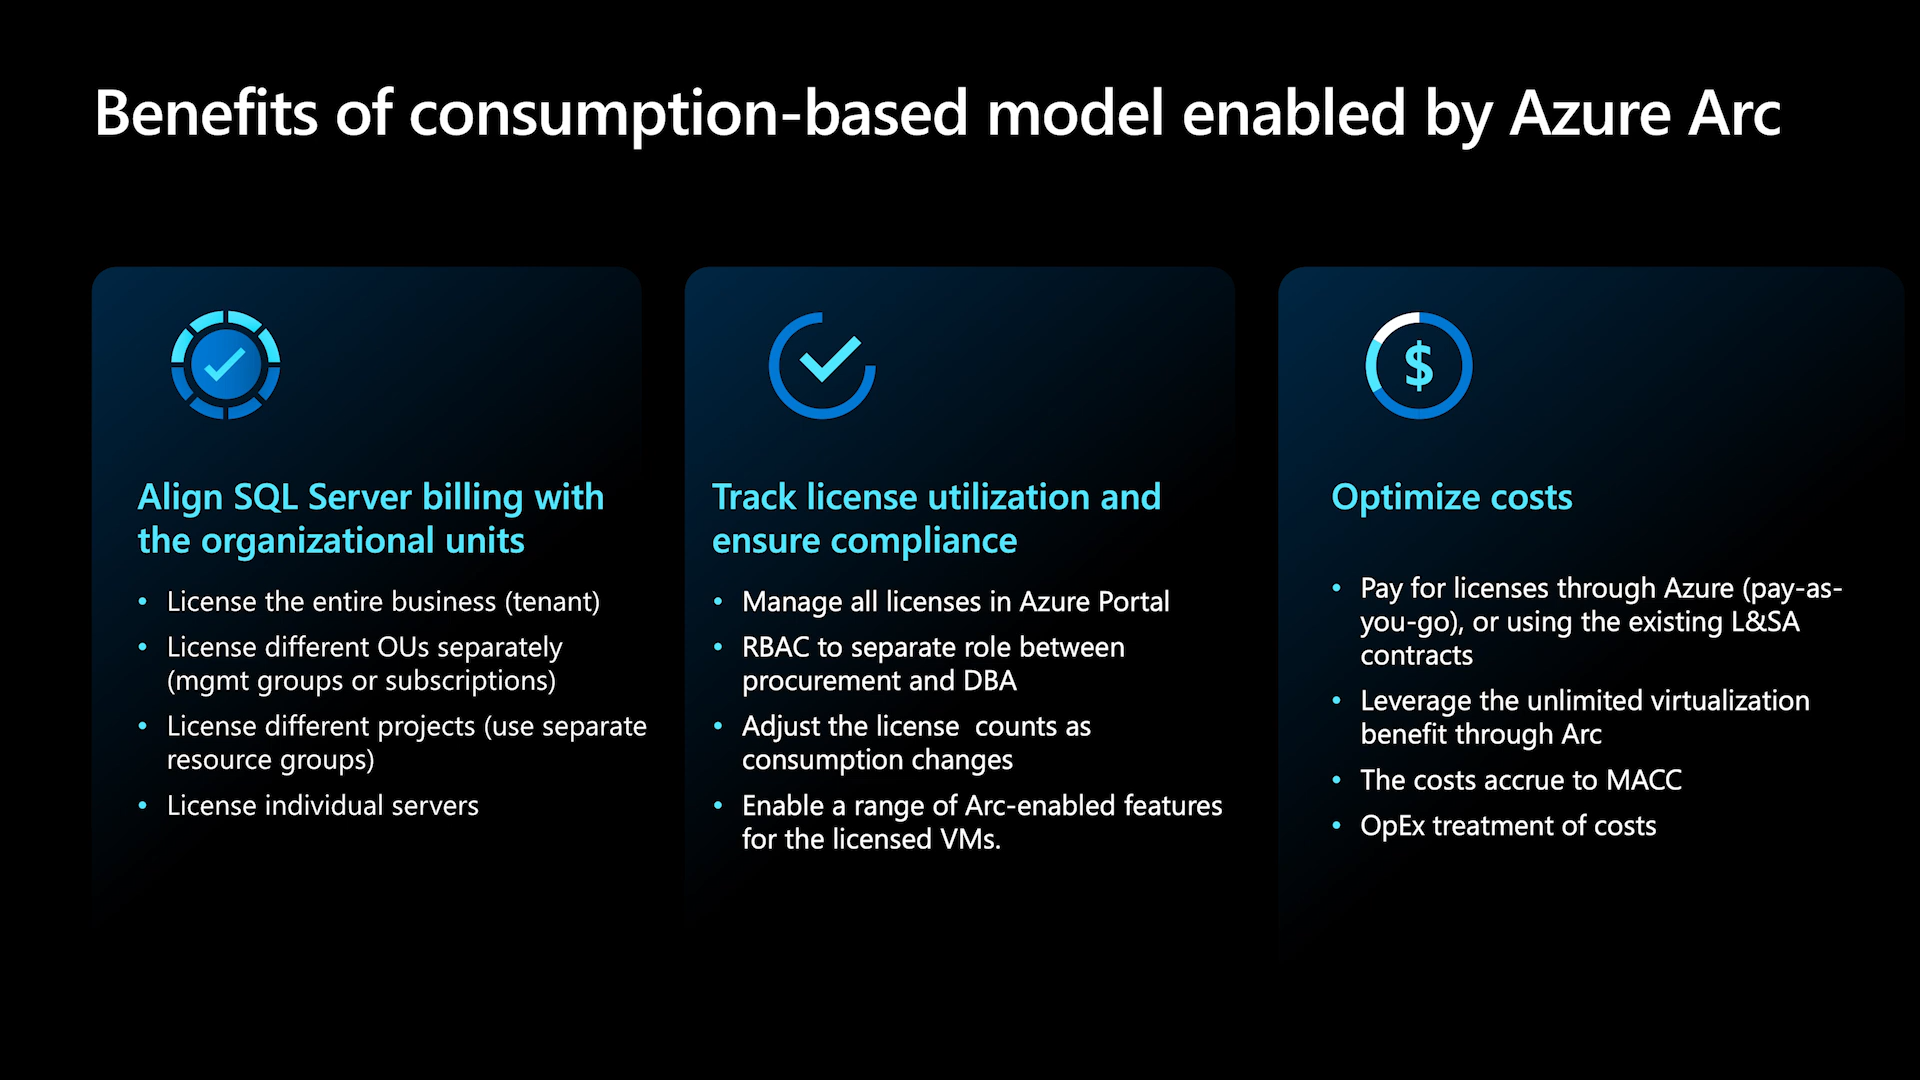 Benefits of consumption-based model enabled by Azure Arc
$
Align SQL Server billing with
the organizational units
• License the entire business (tenant)
• License different OUs separately
(mgmt groups or subscriptions)
• License different projects (use separate
resource groups)
• License individual servers
Track license utilization and
ensure compliance
• Manage all licenses in Azure Portal
• RBAC to separate role between
procurement and DBA
• Adjust the license  counts as
consumption changes
• Enable a range of Arc-enabled features
for the licensed VMs.
Optimize costs
• Pay for licenses through Azure (pay-as-
you-go), or using the existing L&SA
contracts
• Leverage the unlimited virtualization
benefit through Arc
• The costs accrue to MACC
• OpEx treatment of costs